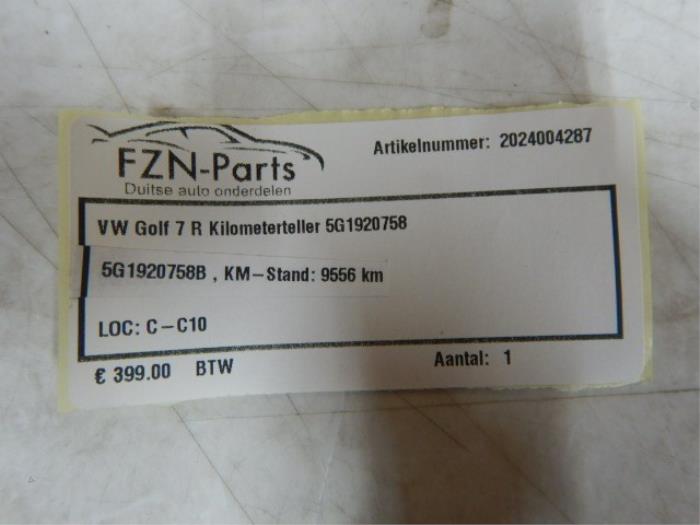 FZN-Parts
Duitse auto onderdelen
Artikelnummer: 2024004287
VW Golf 7 R Kilometerteller 5G1920758
5G1920758B , KM-Stand: 9556 km
LOC: C-C10
€ 399.00 BTW
Aantal: 1